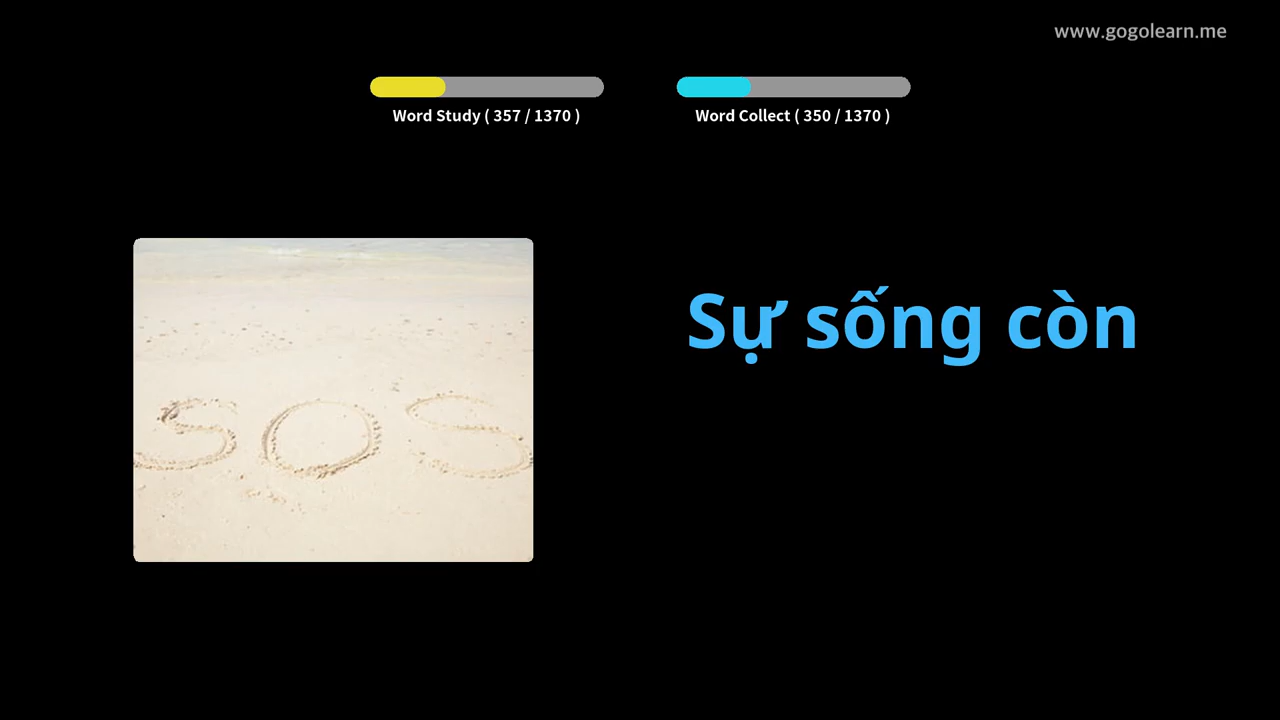 www.gogolearn.me
Word Study ( 357 / 1370 )
Word Collect ( 350 / 1370 )
Sự sống còn
SOS